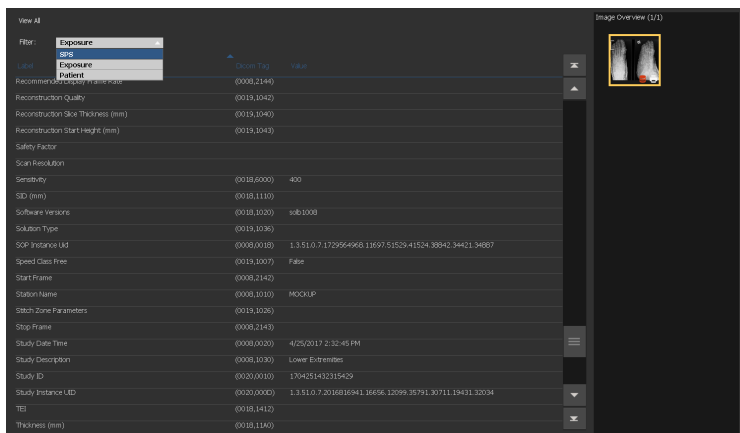 View All
Image Overview (1/1)
Filter: Exposure
SPS
Exposure
Patient
Label Dicom Tag Value
Recommended Display Frame Rate (0008,2144)
Reconstruction Quality (0019,1042)
Reconstruction Slice Thickness (mm) (0019,1040)
Reconstruction Start Height (mm) (0019,1043)
Safety Factor
Scan Resolution
Sensitivity (0018,6000) 400
SID (mm) (0018,1110)
Software Versions (0018,1020) solb1008
Solution Type (0019,1036)
SOP Instance Uid (0008,0018) 1.3.51.0.7.1729564968.11697.51529.41524.38842.34421.34887
Speed Class Free (0019,1007) False
Start Frame (0008,2142)
Station Name (0008,1010) MOCKUP
Stitch Zone Parameters (0019,1026)
Stop Frame (0008,2143)
Study Date Time (0008,0020) 4/25/2017 2:32:45 PM
Study Description (0008,1030) Lower Extremities
Study ID (0020,0010) 1704251432315429
Study Instance UID (0020,000D) 1.3.51.0.7.2016816941.16656.12099.35791.30711.19431.32034
TEI (0018,1412)
Thickness (mm) (0018,11A0)